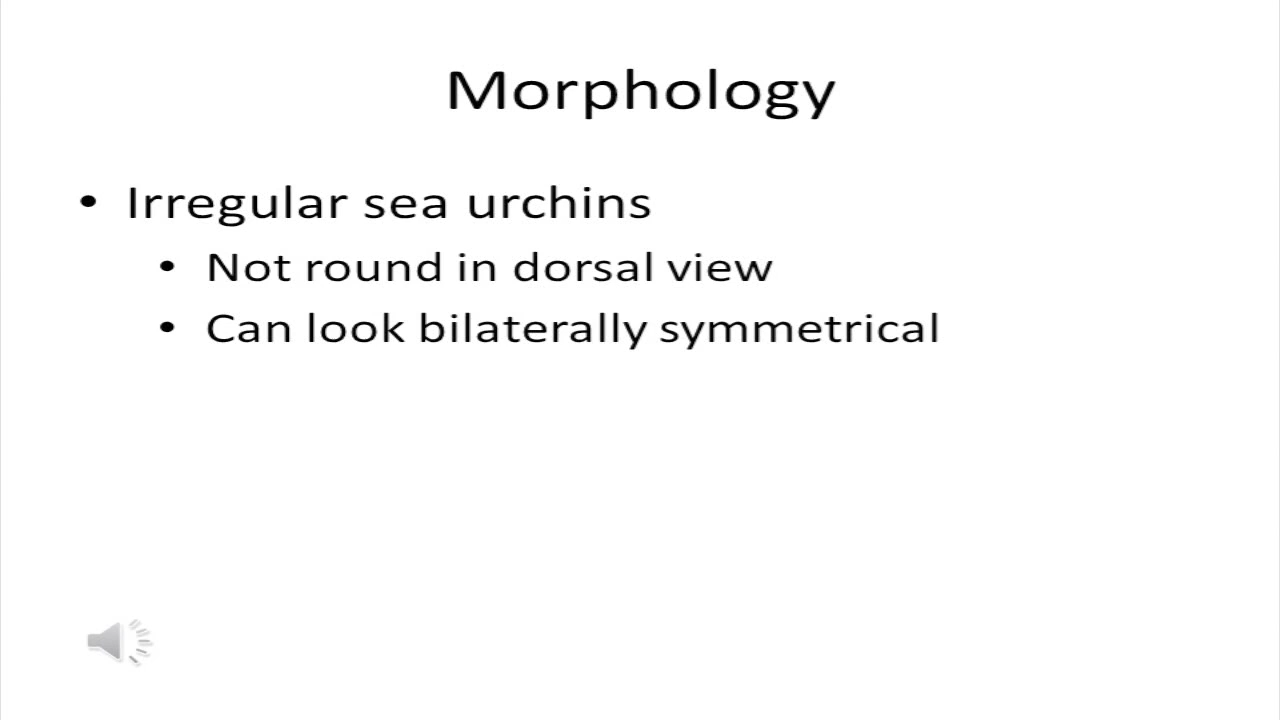 Morphology
• Irregular sea urchins
• Not round in dorsal view
• Can look bilaterally symmetrical